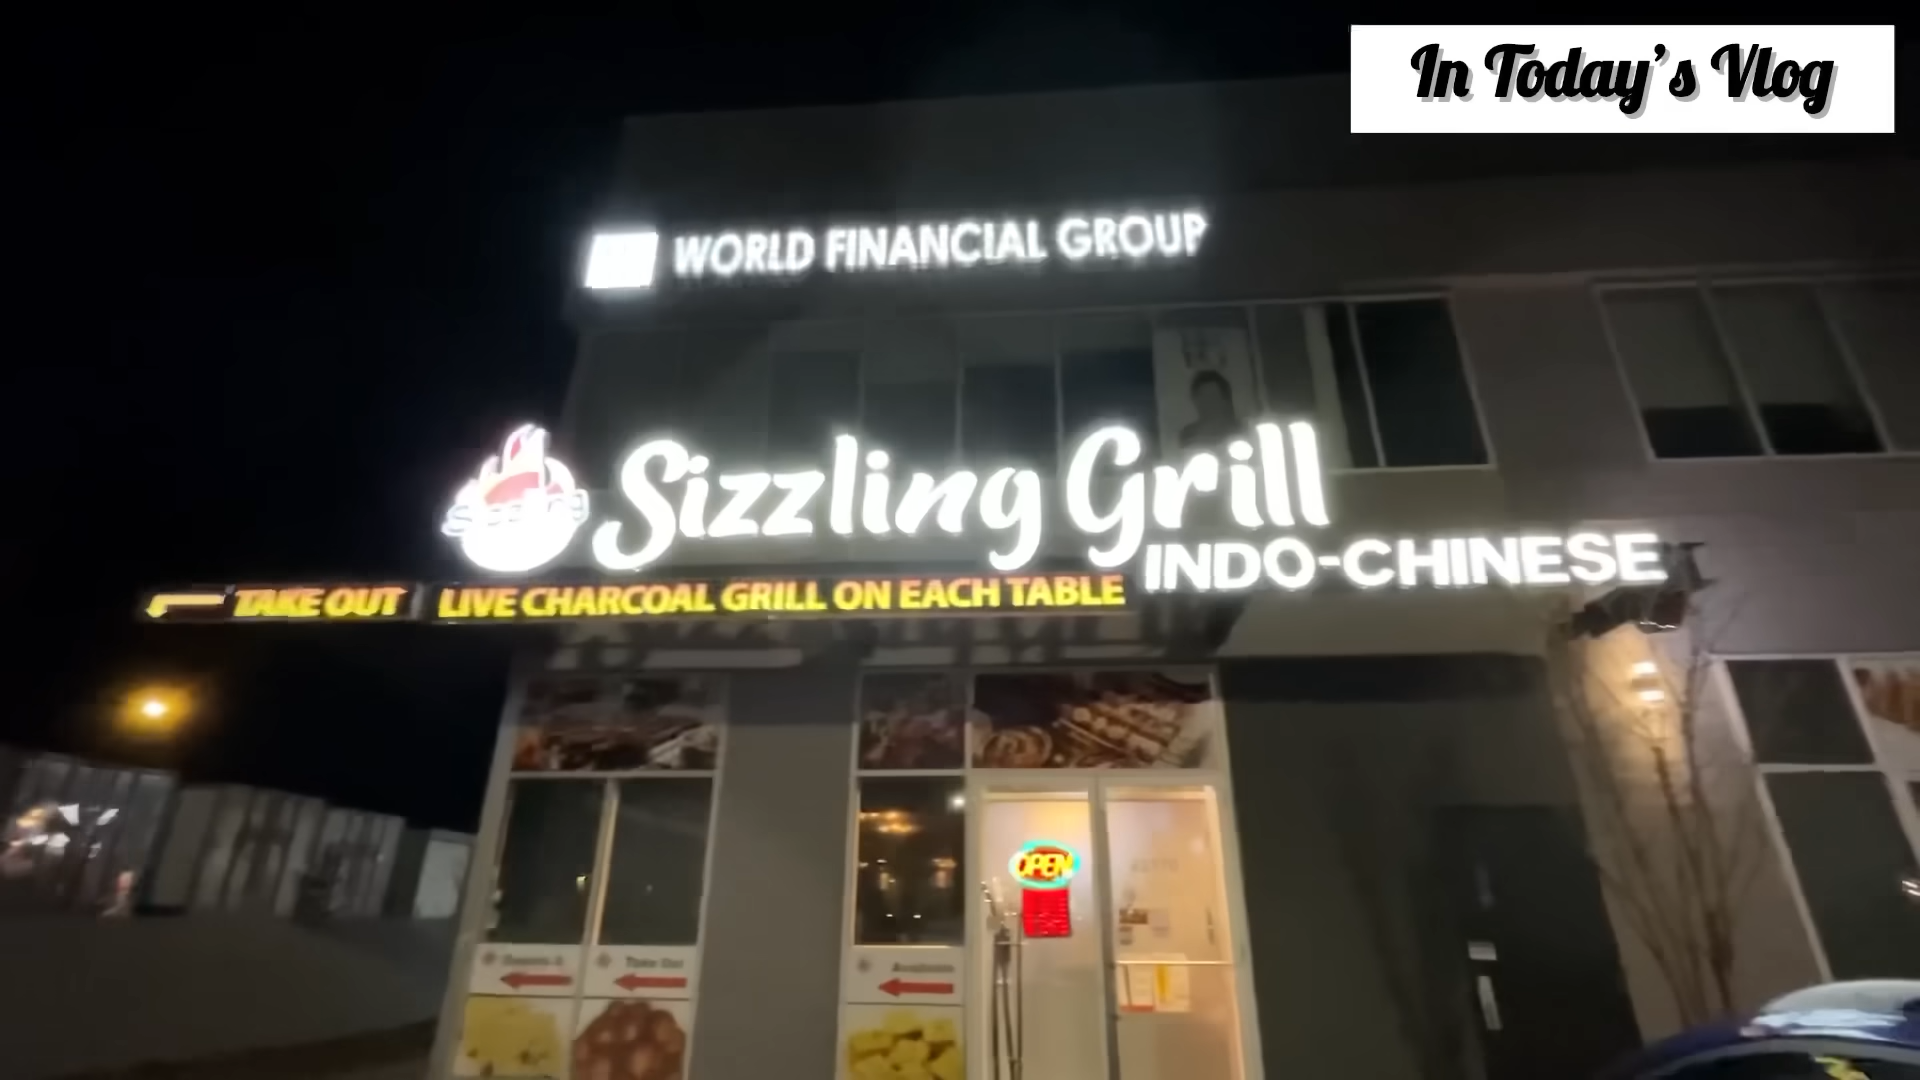 In Today's Vlog
WORLD FINANCIAL GROUP
Sizzling Grill
INDO-CHINESE
TAKE OUT
LIVE CHARCOAL GRILL ON EACH TABLE
OPEN
Take Out